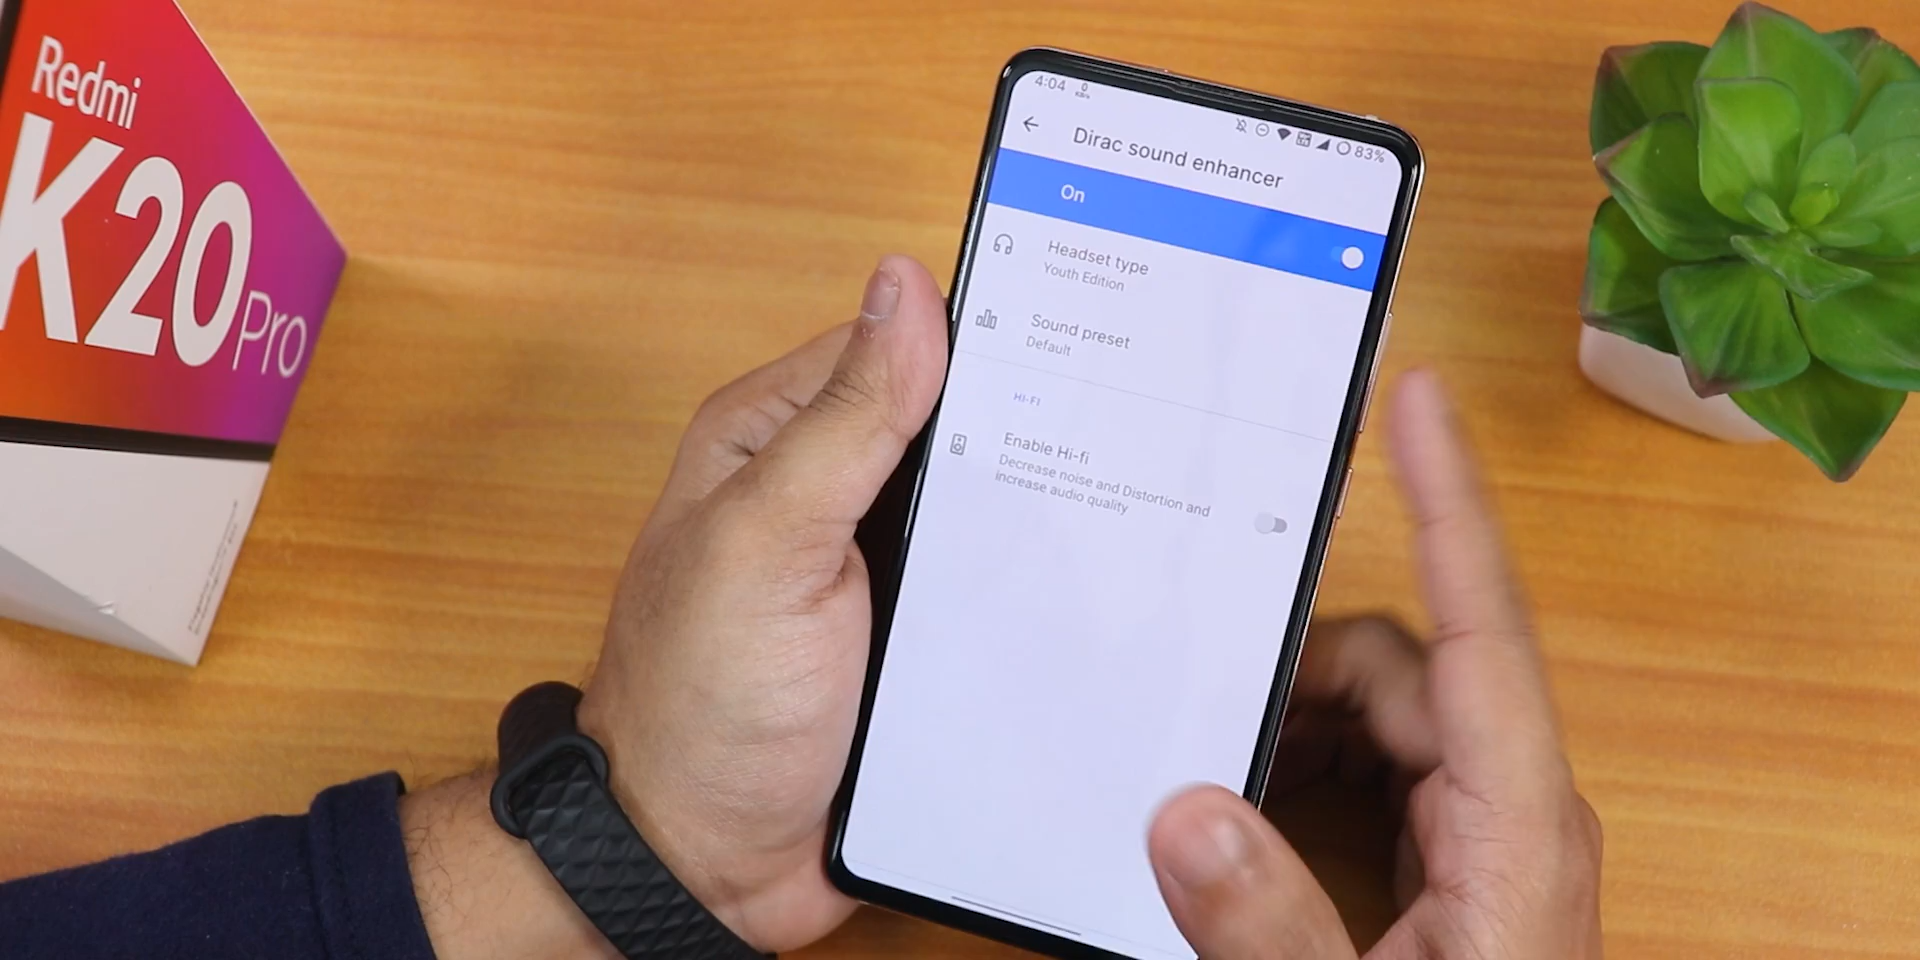 Redmi
K20 Pro
4:04
0
83%
Dirac sound enhancer
On
Headset type
Youth Edition
Sound preset
Default
HI-FI
Enable Hi-fi
Decrease noise and Distortion and
increase audio quality